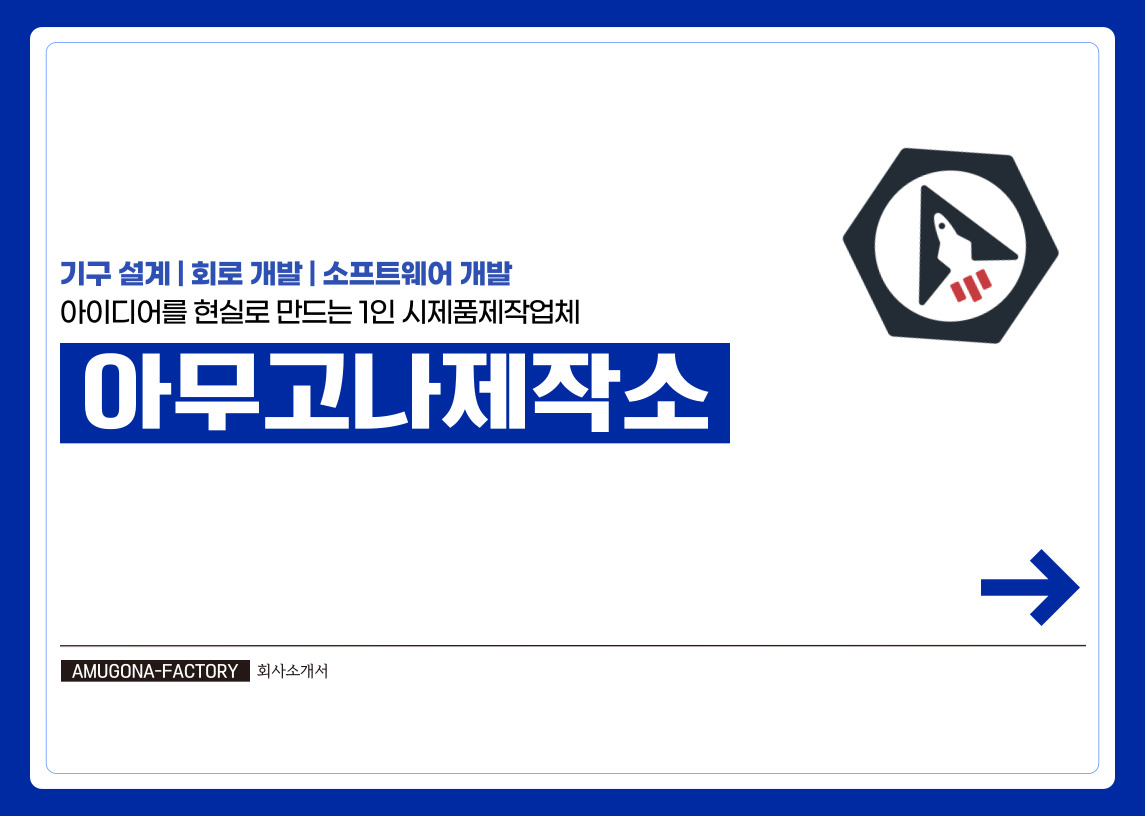 기구 설계 | 회로 개발 | 소프트웨어 개발
아이디어를 현실로 만드는 1인 시제품제작업체
아무고나제작소
AMUGONA-FACTORY 회사소개서